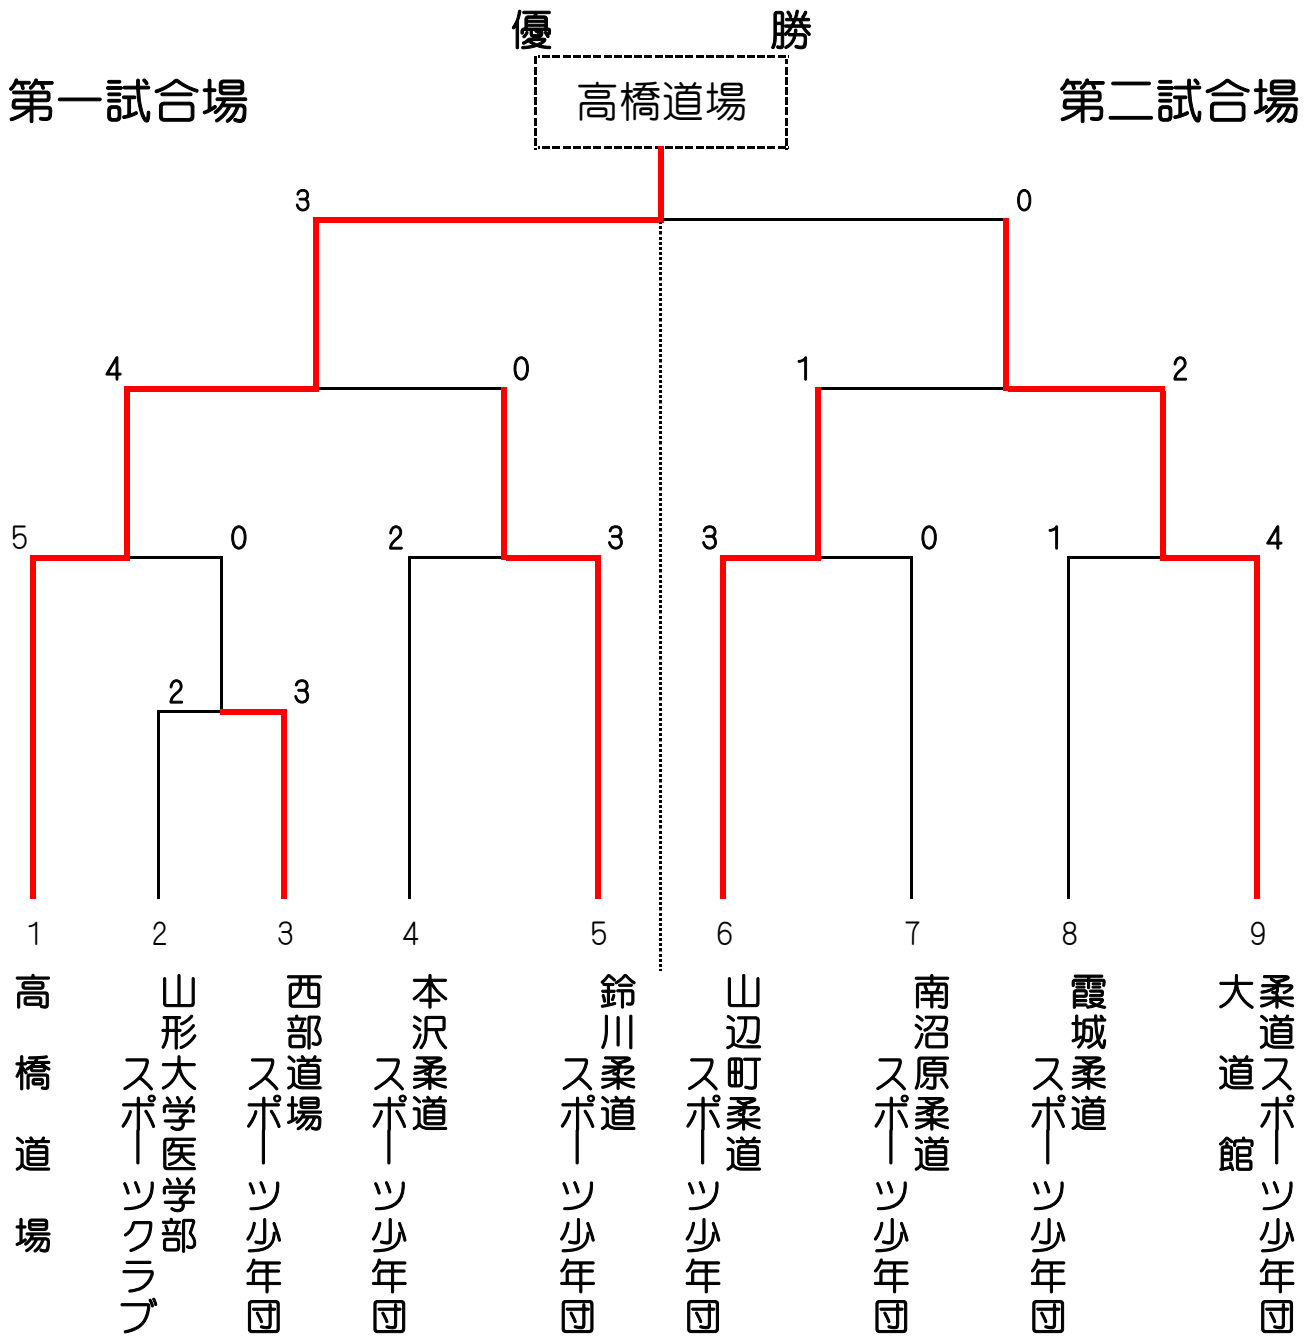 優　勝
第一試合場
高橋道場
第二試合場
3
0
4
0
1
2
5
0
2
3
3
0
1
4
2
3
1
2
3
4
5
6
7
8
9
高橋道場
山形大学医学部
スポーツクラブ
西部道場
スポーツ少年団
本沢柔道
スポーツ少年団
鈴川柔道
スポーツ少年団
山辺町柔道
スポーツ少年団
南沼原柔道
スポーツ少年団
霞城柔道
スポーツ少年団
大道館
柔道スポーツ少年団